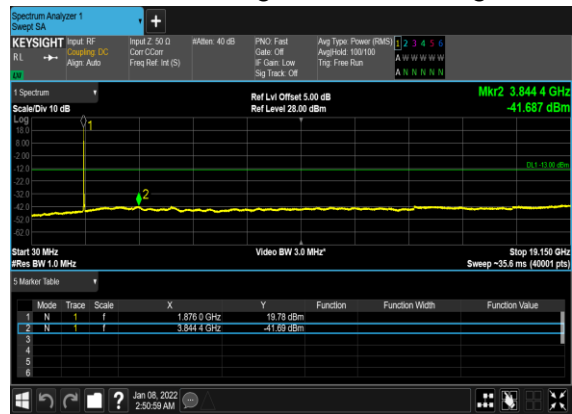 Spectrum Analyzer 1
Swept SA
+
KEYSIGHT Input: RF Input Z: 50 Ω #Atten: 40 dB PNO: Fast Avg Type: Power (RMS) 1 2 3 4 5 6
RL Coupling: DC Corr CCorr Gate: Off Avg|Hold: 100/100 A W W W W W
Align: Auto Freq Ref: Int (S) IF Gain: Low Trig: Free Run
LW Sig Track: Off A N N N N N
1 Spectrum Ref Lvl Offset 5.00 dB Mkr2 3.844 4 GHz
Scale/Div 10 dB Ref Level 28.00 dBm -41.687 dBm
Log
18.0
1
8.00
-2.00
-12.0 DL1 -13.00 dBm
-22.0
-32.0 2
-42.0
-52.0
-62.0
Start 30 MHz Video BW 3.0 MHz* Stop 19.150 GHz
#Res BW 1.0 MHz Sweep ~35.6 ms (40001 pts)
5 Marker Table
Mode Trace Scale X Y Function Function Width Function Value
1 N 1 f 1.876 0 GHz 19.78 dBm
2 N 1 f 3.844 4 GHz -41.69 dBm
3
4
5
6
? Jan 08, 2022
2:50:59 AM